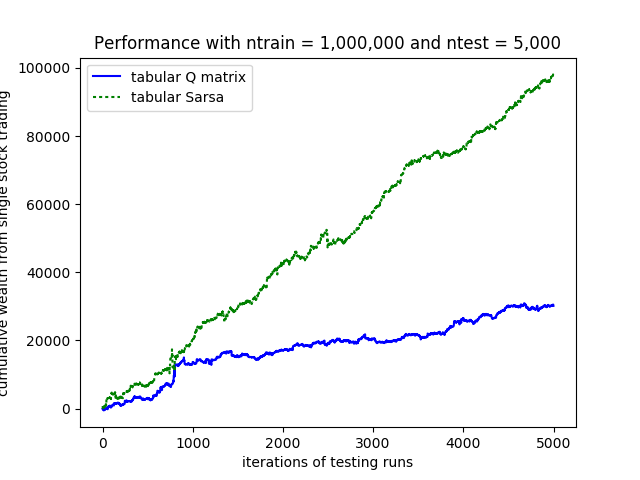 Performance with ntrain = 1,000,000 and ntest = 5,000
cumulative wealth from single stock trading
100000
80000
60000
40000
20000
0
tabular Q matrix
tabular Sarsa
0 1000 2000 3000 4000 5000
iterations of testing runs